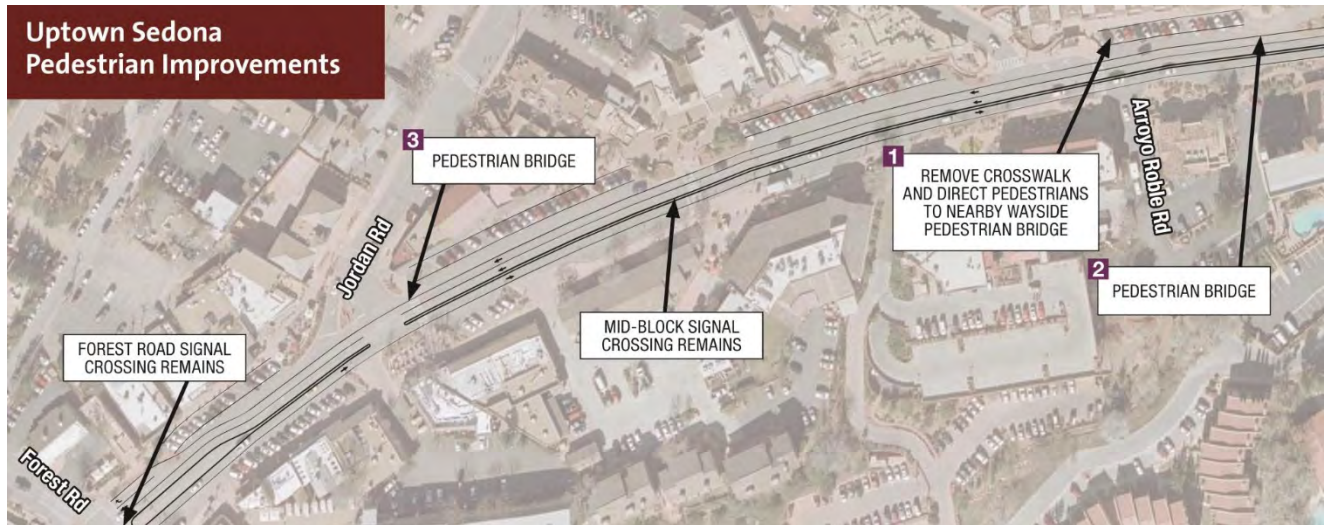 Uptown Sedona
Pedestrian Improvements
3
PEDESTRIAN BRIDGE
Jordan Rd
1
REMOVE CROSSWALK
AND DIRECT PEDESTRIANS
TO NEARBY WAYSIDE
PEDESTRIAN BRIDGE
Arroyo Roble Rd
2
PEDESTRIAN BRIDGE
MID-BLOCK SIGNAL
CROSSING REMAINS
FOREST ROAD SIGNAL
CROSSING REMAINS
Forest Rd